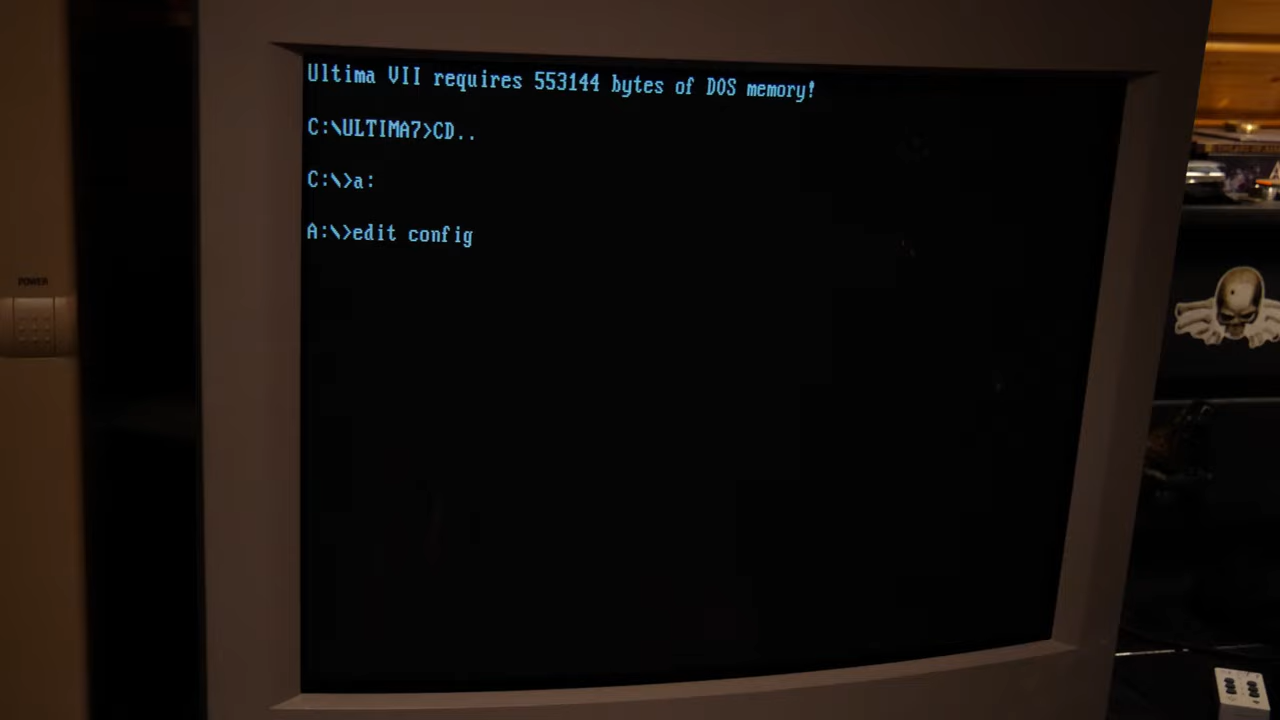 Ultima VII requires 553144 bytes of DOS memory!
C:\ULTIMA7>CD..
C:\>a:
A:\>edit config
POWER